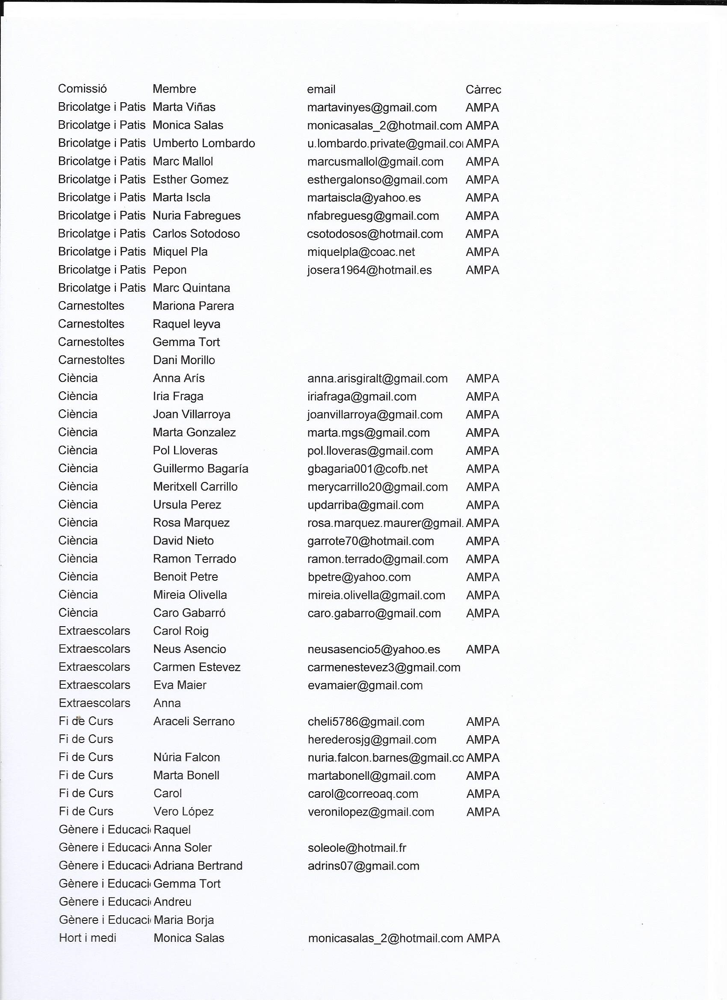 Comissió Membre email Càrrec
Bricolatge i Patis Marta Viñas martavinyes@gmail.com AMPA
Bricolatge i Patis Monica Salas monicasalas_2@hotmail.com AMPA
Bricolatge i Patis Umberto Lombardo u.lombardo.private@gmail.co AMPA
Bricolatge i Patis Marc Mallol marcusmallol@gmail.com AMPA
Bricolatge i Patis Esther Gomez esthergalonso@gmail.com AMPA
Bricolatge i Patis Marta Iscla martaiscla@yahoo.es AMPA
Bricolatge i Patis Nuria Fabregues nfabreguesg@gmail.com AMPA
Bricolatge i Patis Carlos Sotodoso csotodosos@hotmail.com AMPA
Bricolatge i Patis Miquel Pla miquelpla@coac.net AMPA
Bricolatge i Patis Pepon josera1964@hotmail.es AMPA
Bricolatge i Patis Marc Quintana
Carnestoltes Mariona Parera
Carnestoltes Raquel leyva
Carnestoltes Gemma Tort
Carnestoltes Dani Morillo
Ciència Anna Arís anna.arisgiralt@gmail.com AMPA
Ciència Iria Fraga iriafraga@gmail.com AMPA
Ciència Joan Villarroya joanvillarroya@gmail.com AMPA
Ciència Marta Gonzalez marta.mgs@gmail.com AMPA
Ciència Pol Lloveras pol.lloveras@gmail.com AMPA
Ciència Guillermo Bagaría gbagaria001@cofb.net AMPA
Ciència Meritxell Carrillo merycarrillo20@gmail.com AMPA
Ciència Ursula Perez updarriba@gmail.com AMPA
Ciència Rosa Marquez rosa.marquez.maurer@gmail. AMPA
Ciència David Nieto garrote70@hotmail.com AMPA
Ciència Ramon Terrado ramon.terrado@gmail.com AMPA
Ciència Benoit Petre bpetre@yahoo.com AMPA
Ciència Mireia Olivella mireia.olivella@gmail.com AMPA
Ciència Caro Gabarró caro.gabarro@gmail.com AMPA
Extraescolars Carol Roig
Extraescolars Neus Asencio neusasencio5@yahoo.es AMPA
Extraescolars Carmen Estevez carmenestevez3@gmail.com
Extraescolars Eva Maier evamaier@gmail.com
Extraescolars Anna
Fi de Curs Araceli Serrano cheli5786@gmail.com AMPA
Fi de Curs herederosjg@gmail.com AMPA
Fi de Curs Núria Falcon nuria.falcon.barnes@gmail.co AMPA
Fi de Curs Marta Bonell martabonell@gmail.com AMPA
Fi de Curs Carol carol@correoaq.com AMPA
Fi de Curs Vero López veronilopez@gmail.com AMPA
Gènere i Educaci Raquel
Gènere i Educaci Anna Soler soleole@hotmail.fr
Gènere i Educaci Adriana Bertrand adrins07@gmail.com
Gènere i Educaci Gemma Tort
Gènere i Educaci Andreu
Gènere i Educaci Maria Borja
Hort i medi Monica Salas monicasalas_2@hotmail.com AMPA